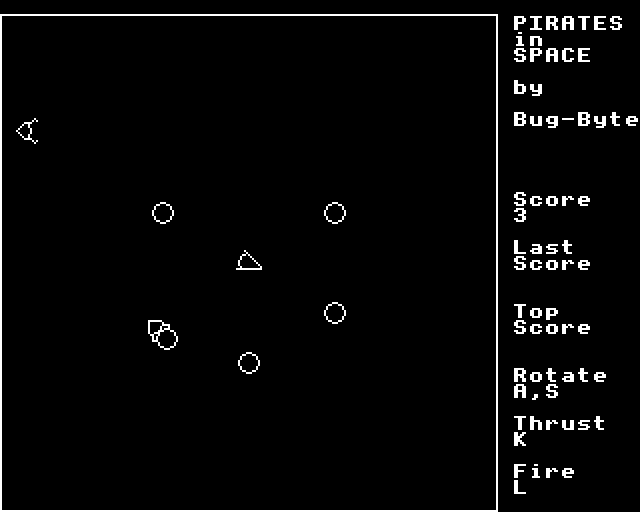 PIRATES
in
SPACE
by
Bug-Byte
Score
3
Last
Score
Top
Score
Rotate
A,S
Thrust
K
Fire
L